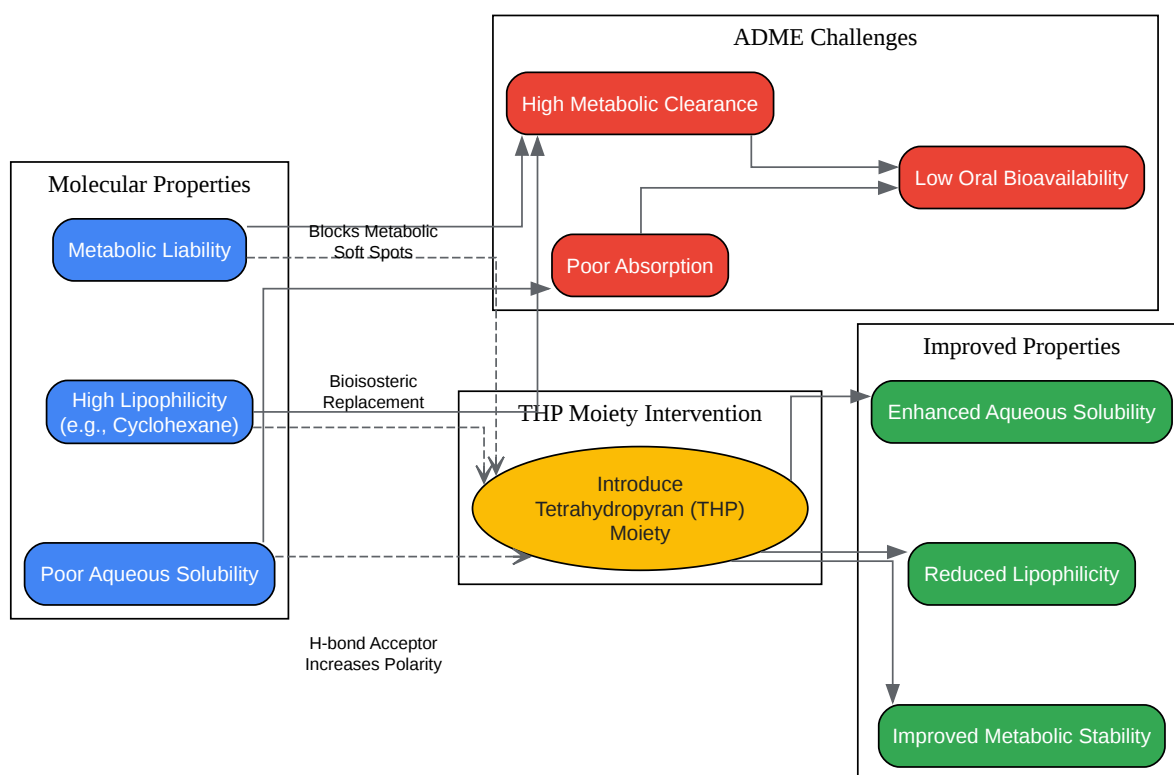 ADME Challenges
High Metabolic Clearance
Low Oral Bioavailability
Poor Absorption
Molecular Properties
Metabolic Liability
High Lipophilicity
(e.g., Cyclohexane)
Poor Aqueous Solubility
Blocks Metabolic
Soft Spots
Bioisosteric
Replacement
H-bond Acceptor
Increases Polarity
THP Moiety Intervention
Introduce
Tetrahydropyran (THP)
Moiety
Improved Properties
Enhanced Aqueous Solubility
Reduced Lipophilicity
Improved Metabolic Stability